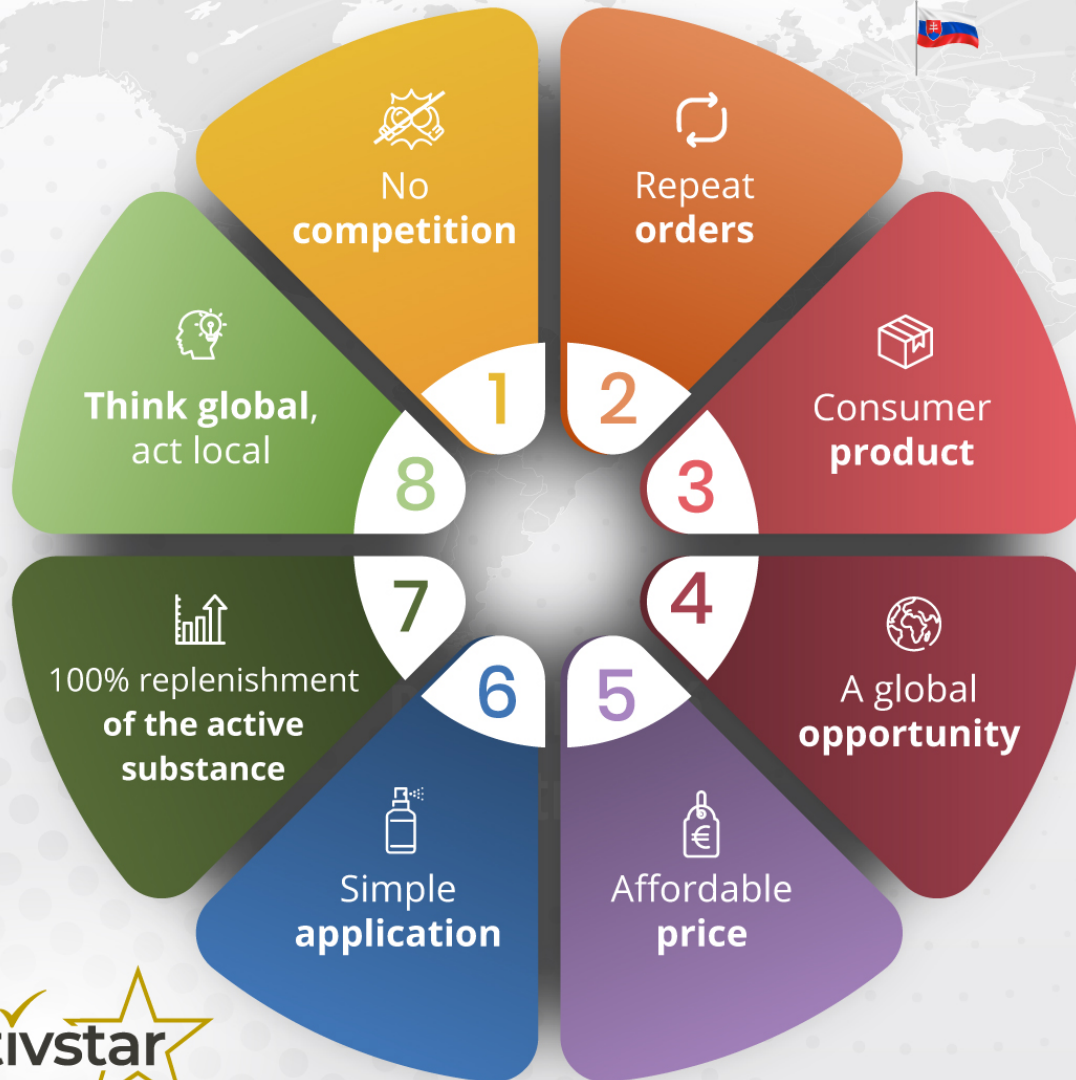 1
No
competition
2
Repeat
orders
3
Consumer
product
4
A global
opportunity
5
Affordable
€
price
6
Simple
application
7
100% replenishment
of the active
substance
8
Think global,
act local
tivstar